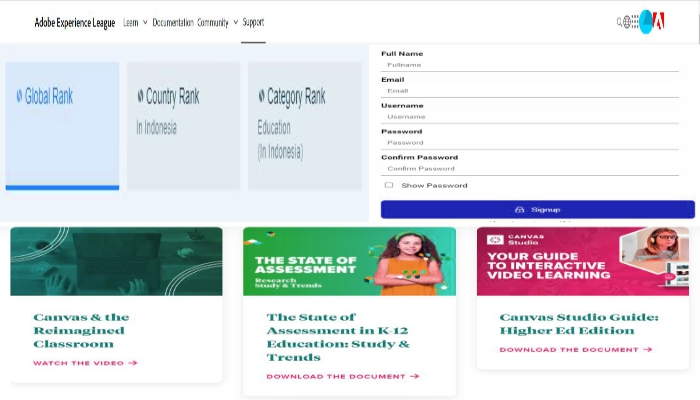 Adobe Experience League
Learn
Documentation
Community
Support
Global Rank
Country Rank
In Indonesia
Category Rank
Education
(In Indonesia)
Full Name
Fullname
Email
Email
Username
Username
Password
Password
Confirm Password
Confirm Password
Show Password
Signup
Canvas & the
Reimagined
Classroom
WATCH THE VIDEO →
THE STATE OF
ASSESSMENT
Research
Study & Trends
The State of
Assessment in K-12
Education: Study &
Trends
DOWNLOAD THE DOCUMENT →
CANVAS
Studio
YOUR GUIDE
TO INTERACTIVE
VIDEO LEARNING
Canvas Studio Guide:
Higher Ed Edition
DOWNLOAD THE DOCUMENT →